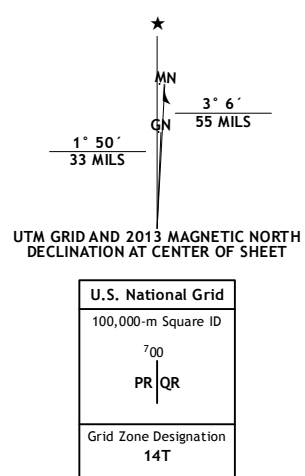 ★
MN
GN
3° 6´
55 MILS
1° 50´
33 MILS
UTM GRID AND 2013 MAGNETIC NORTH
DECLINATION AT CENTER OF SHEET
U.S. National Grid
100,000-m Square ID
⁷00
PR QR
Grid Zone Designation
14T